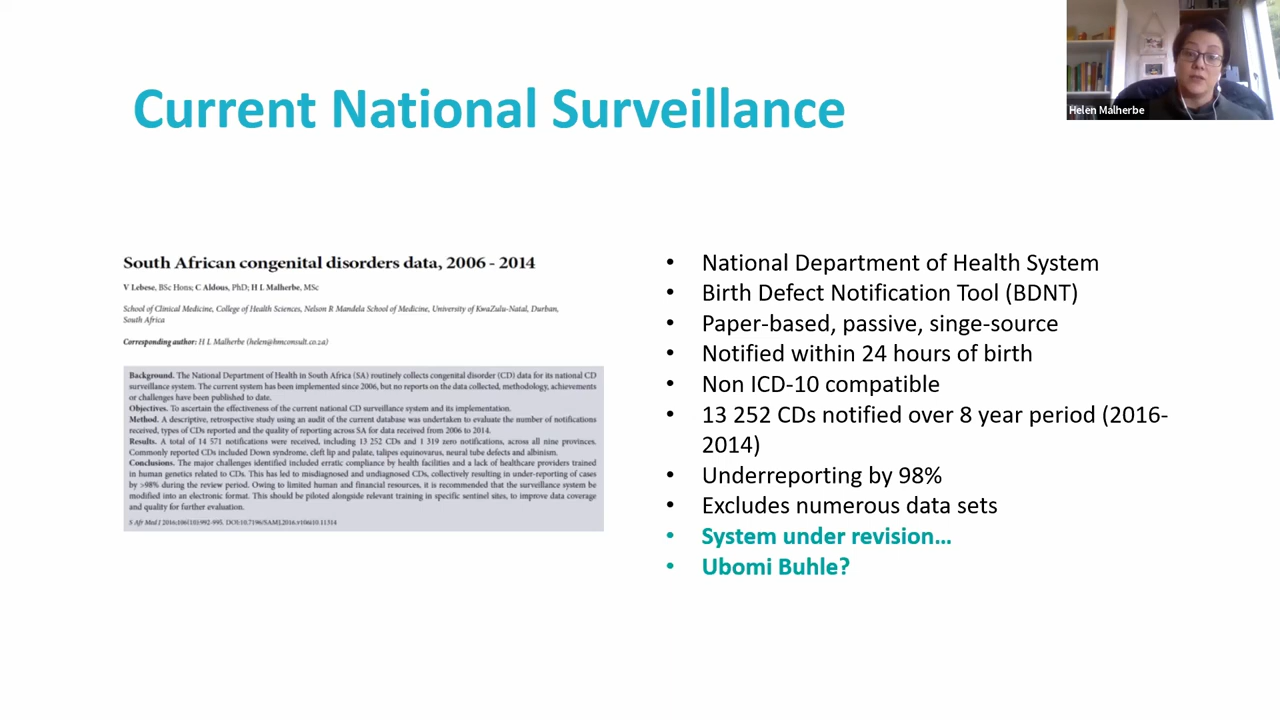 Current National Surveillance
Helen Malherbe
South African congenital disorders data, 2006 - 2014
V Lebese, BSc Hons; C Aldous, PhD; H L Malherbe, MSc
School of Clinical Medicine, College of Health Sciences, Nelson R Mandela School of Medicine, University of KwaZulu-Natal, Durban,
South Africa
Corresponding author: H L Malherbe (helen@hmconsult.co.za)
Background. The National Department of Health in South Africa (SA) routinely collects congenital disorder (CD) data for its national CD
surveillance system. The current system has been implemented since 2006, but no reports on the data collected, methodology, achievements
or challenges have been published to date.
Objectives. To ascertain the effectiveness of the current national CD surveillance system and its implementation.
Method. A descriptive, retrospective study using an audit of the current database was undertaken to evaluate the number of notifications
received, types of CDs reported and the quality of reporting across SA for data received from 2006 to 2014.
Results. A total of 14 571 notifications were received, including 13 252 CDs and 1 319 zero notifications, across all nine provinces.
Commonly reported CDs included Down syndrome, cleft lip and palate, talipes equinovarus, neural tube defects and albinism.
Conclusions. The major challenges identified included erratic compliance by health facilities and a lack of healthcare providers trained
in human genetics related to CDs. This has led to misdiagnosed and undiagnosed CDs, collectively resulting in under-reporting of cases
by >98% during the review period. Owing to limited human and financial resources, it is recommended that the surveillance system be
modified into an electronic format. This should be piloted alongside relevant training in specific sentinel sites, to improve data coverage
and quality for further evaluation.
S Afr Med J 2016;106(10):992-995. DOI:10.7196/SAMJ.2016.v106i10.11314
• National Department of Health System
• Birth Defect Notification Tool (BDNT)
• Paper-based, passive, singe-source
• Notified within 24 hours of birth
• Non ICD-10 compatible
• 13 252 CDs notified over 8 year period (2016-
2014)
• Underreporting by 98%
• Excludes numerous data sets
• System under revision…
• Ubomi Buhle?